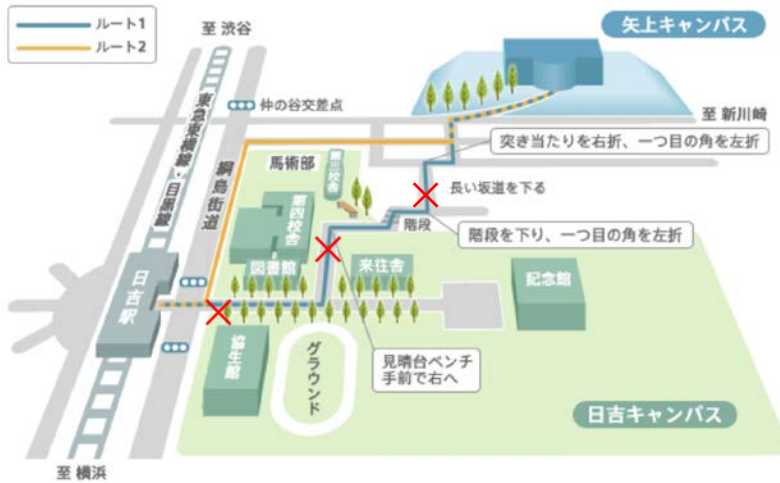 ルート1
ルート2
至 渋谷
矢上キャンパス
東急東横線・目黒線
仲の谷交差点
至 新川崎
綱島街道
突き当たりを右折、一つ目の角を左折
馬術部
第三校舎
長い坂道を下る
第四校舎
階段
階段を下り、一つ目の角を左折
図書館
来往舎
記念館
日吉駅
協生館
グラウンド
見晴台ベンチ
手前で右へ
日吉キャンパス
至 横浜